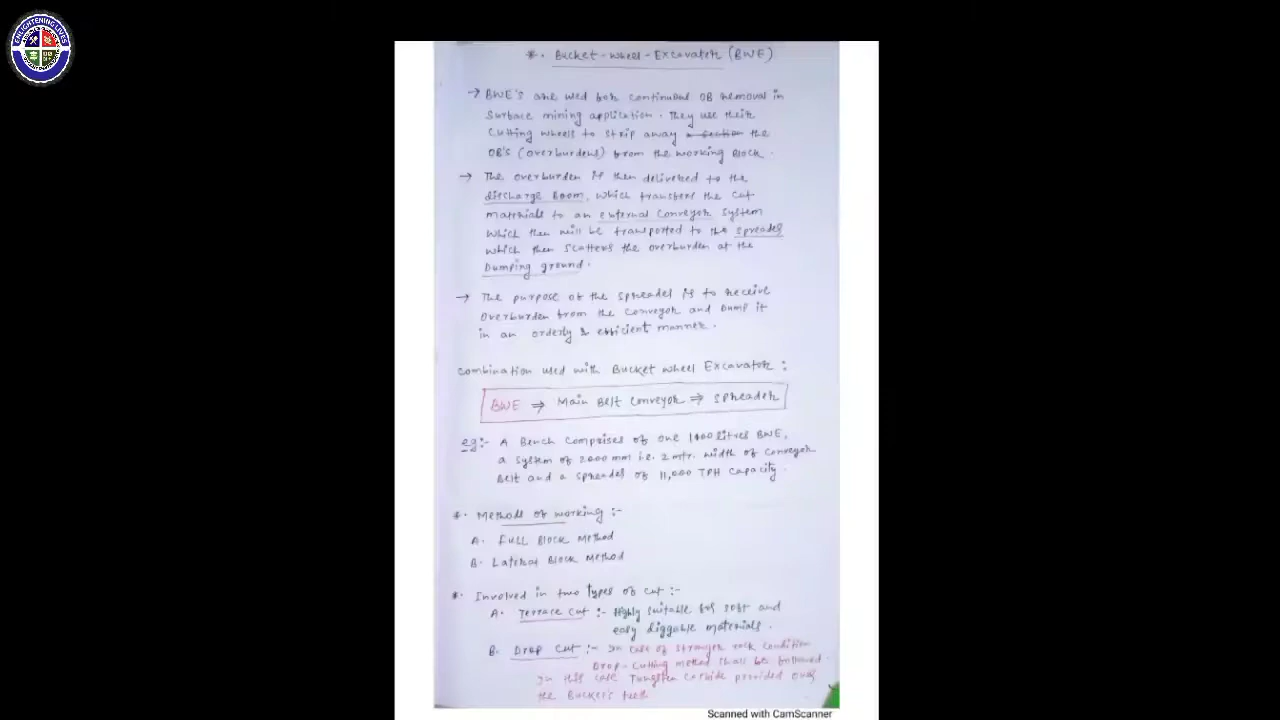 ENLIGHTENING LIVES
*. Bucket-Wheel-Excavator (BWE)
→ BWE's are used for continuous OB removal in
surface mining application. They use their
cutting wheels to strip away a section the
OB's (overburdens) from the working Block.
→ The overburden is then delivered to the
discharge Boom, which transfers the cut
materials to an external conveyor system
which then will be transported to the spreader
which then scatters the overburden at the
Dumping ground.
→ The purpose of the spreader is to receive
overburden from the conveyor and Dump it
in an orderly & efficient manner.
Combination used with Bucket wheel Excavator :
BWE ⇒ Main Belt Conveyor ⇒ Spreader
eg:- A Bench Comprises of one 1400 litres BWE,
a system of 2000 mm i.e. 2 mtr. width of conveyor
Belt and a spreader of 11,000 TPH Capacity.
*. Methods of working :-
A. Full Block Method
B. Lateral Block Method
*. Involved in two types of cut :-
A. Terrace cut :- Highly suitable for soft and
easy diggable materials.
B. Drop cut :- In case of stronger rock condition
Drop-Cutting method shall be followed.
In this case Tungsten carbide provided over
the Bucket's teeth
Scanned with CamScanner